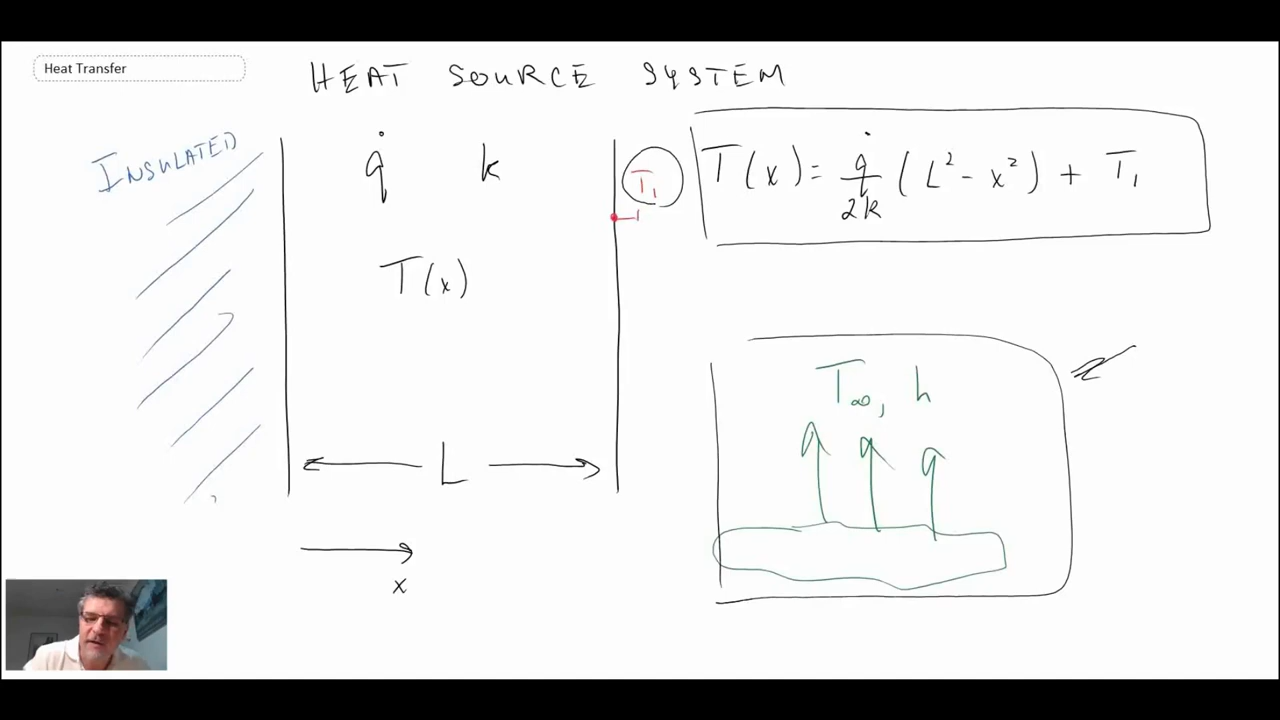 Heat Transfer
HEAT SOURCE SYSTEM
INSULATED
q̇ k
T₁
T(x) = q̇/2k (L² - x²) + T₁
T(x)
T∞, h
L
x